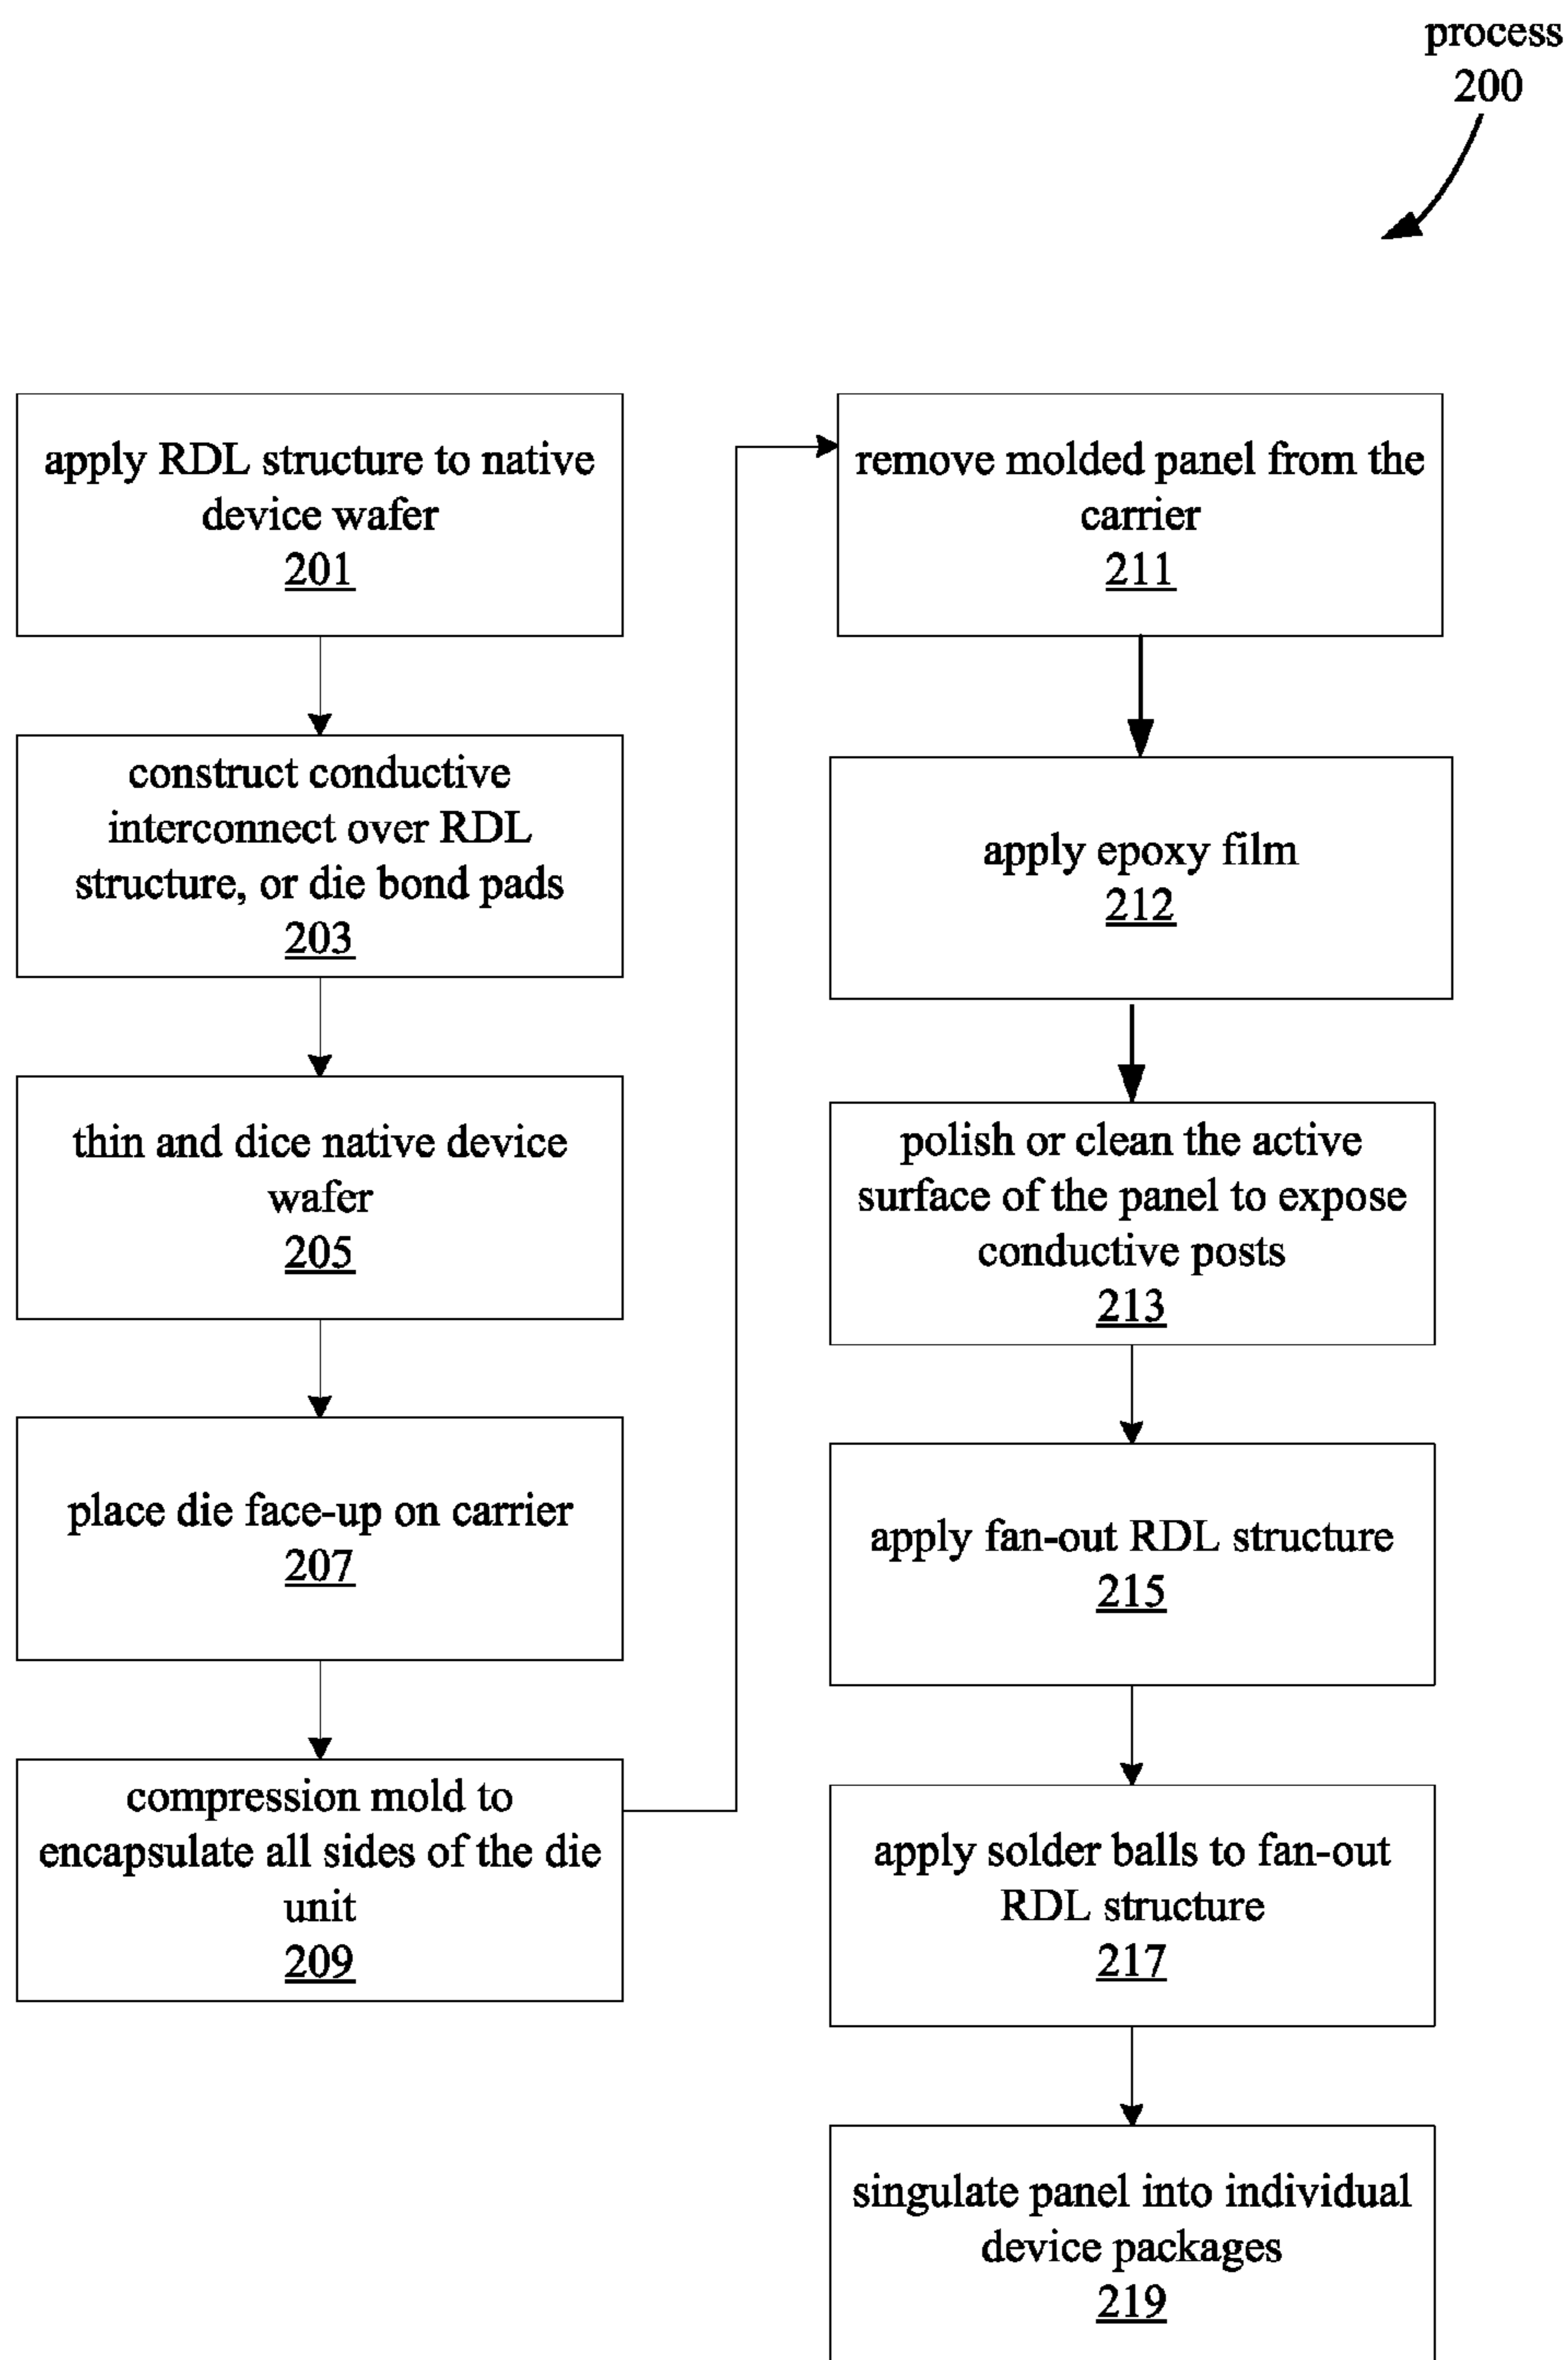 process
200
apply RDL structure to native
device wafer
201
construct conductive
interconnect over RDL
structure, or die bond pads
203
thin and dice native device
wafer
205
place die face-up on carrier
207
compression mold to
encapsulate all sides of the die
unit
209
remove molded panel from the
carrier
211
apply epoxy film
212
polish or clean the active
surface of the panel to expose
conductive posts
213
apply fan-out RDL structure
215
apply solder balls to fan-out
RDL structure
217
singulate panel into individual
device packages
219